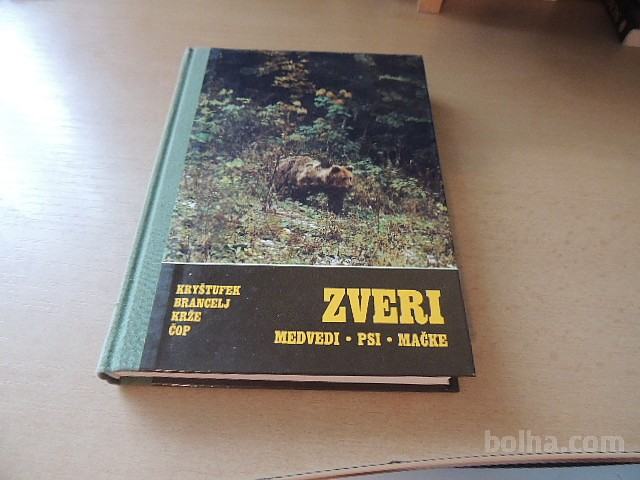 KRYŠTUFEK
BRANCELJ
KRŽE
ČOP
ZVERI
MEDVEDI • PSI • MAČKE
bolha.com